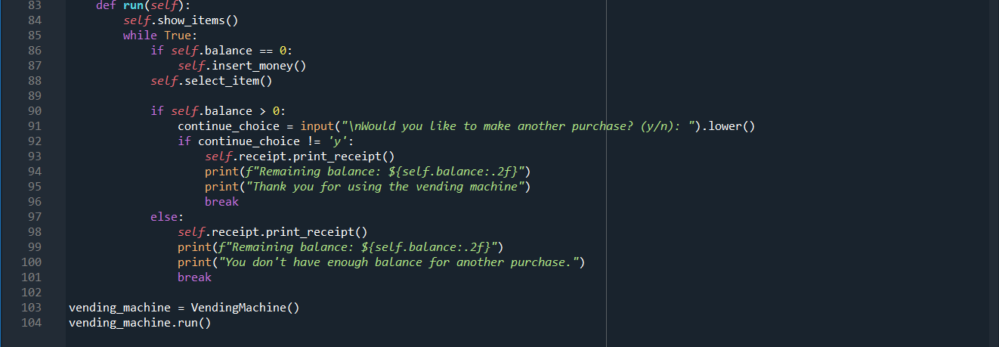 83 def run(self):
84 self.show_items()
85 while True:
86 if self.balance == 0:
87 self.insert_money()
88 self.select_item()
89
90 if self.balance > 0:
91 continue_choice = input("\nWould you like to make another purchase? (y/n): ").lower()
92 if continue_choice != 'y':
93 self.receipt.print_receipt()
94 print(f"Remaining balance: ${self.balance:.2f}")
95 print("Thank you for using the vending machine")
96 break
97 else:
98 self.receipt.print_receipt()
99 print(f"Remaining balance: ${self.balance:.2f}")
100 print("You don't have enough balance for another purchase.")
101 break
102
103 vending_machine = VendingMachine()
104 vending_machine.run()